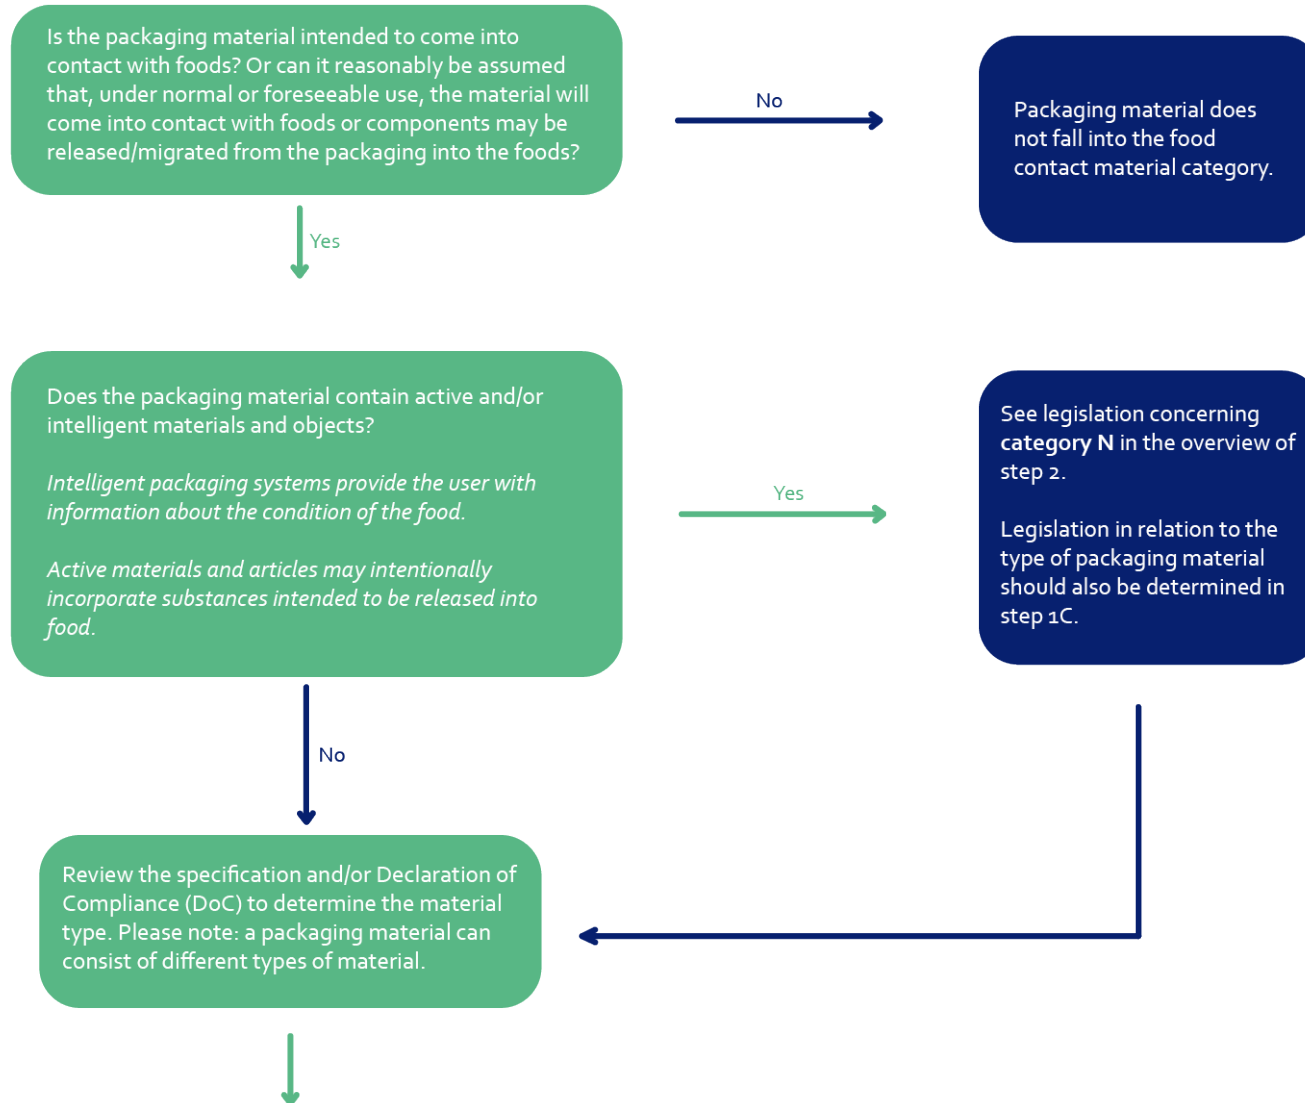 Is the packaging material intended to come into
contact with foods? Or can it reasonably be assumed
that, under normal or foreseeable use, the material will
come into contact with foods or components may be
released/migrated from the packaging into the foods?
No
Packaging material does
not fall into the food
contact material category.
Yes
Does the packaging material contain active and/or
intelligent materials and objects?
Intelligent packaging systems provide the user with
information about the condition of the food.
Active materials and articles may intentionally
incorporate substances intended to be released into
food.
Yes
See legislation concerning
category N in the overview of
step 2.
Legislation in relation to the
type of packaging material
should also be determined in
step 1C.
No
Review the specification and/or Declaration of
Compliance (DoC) to determine the material
type. Please note: a packaging material can
consist of different types of material.